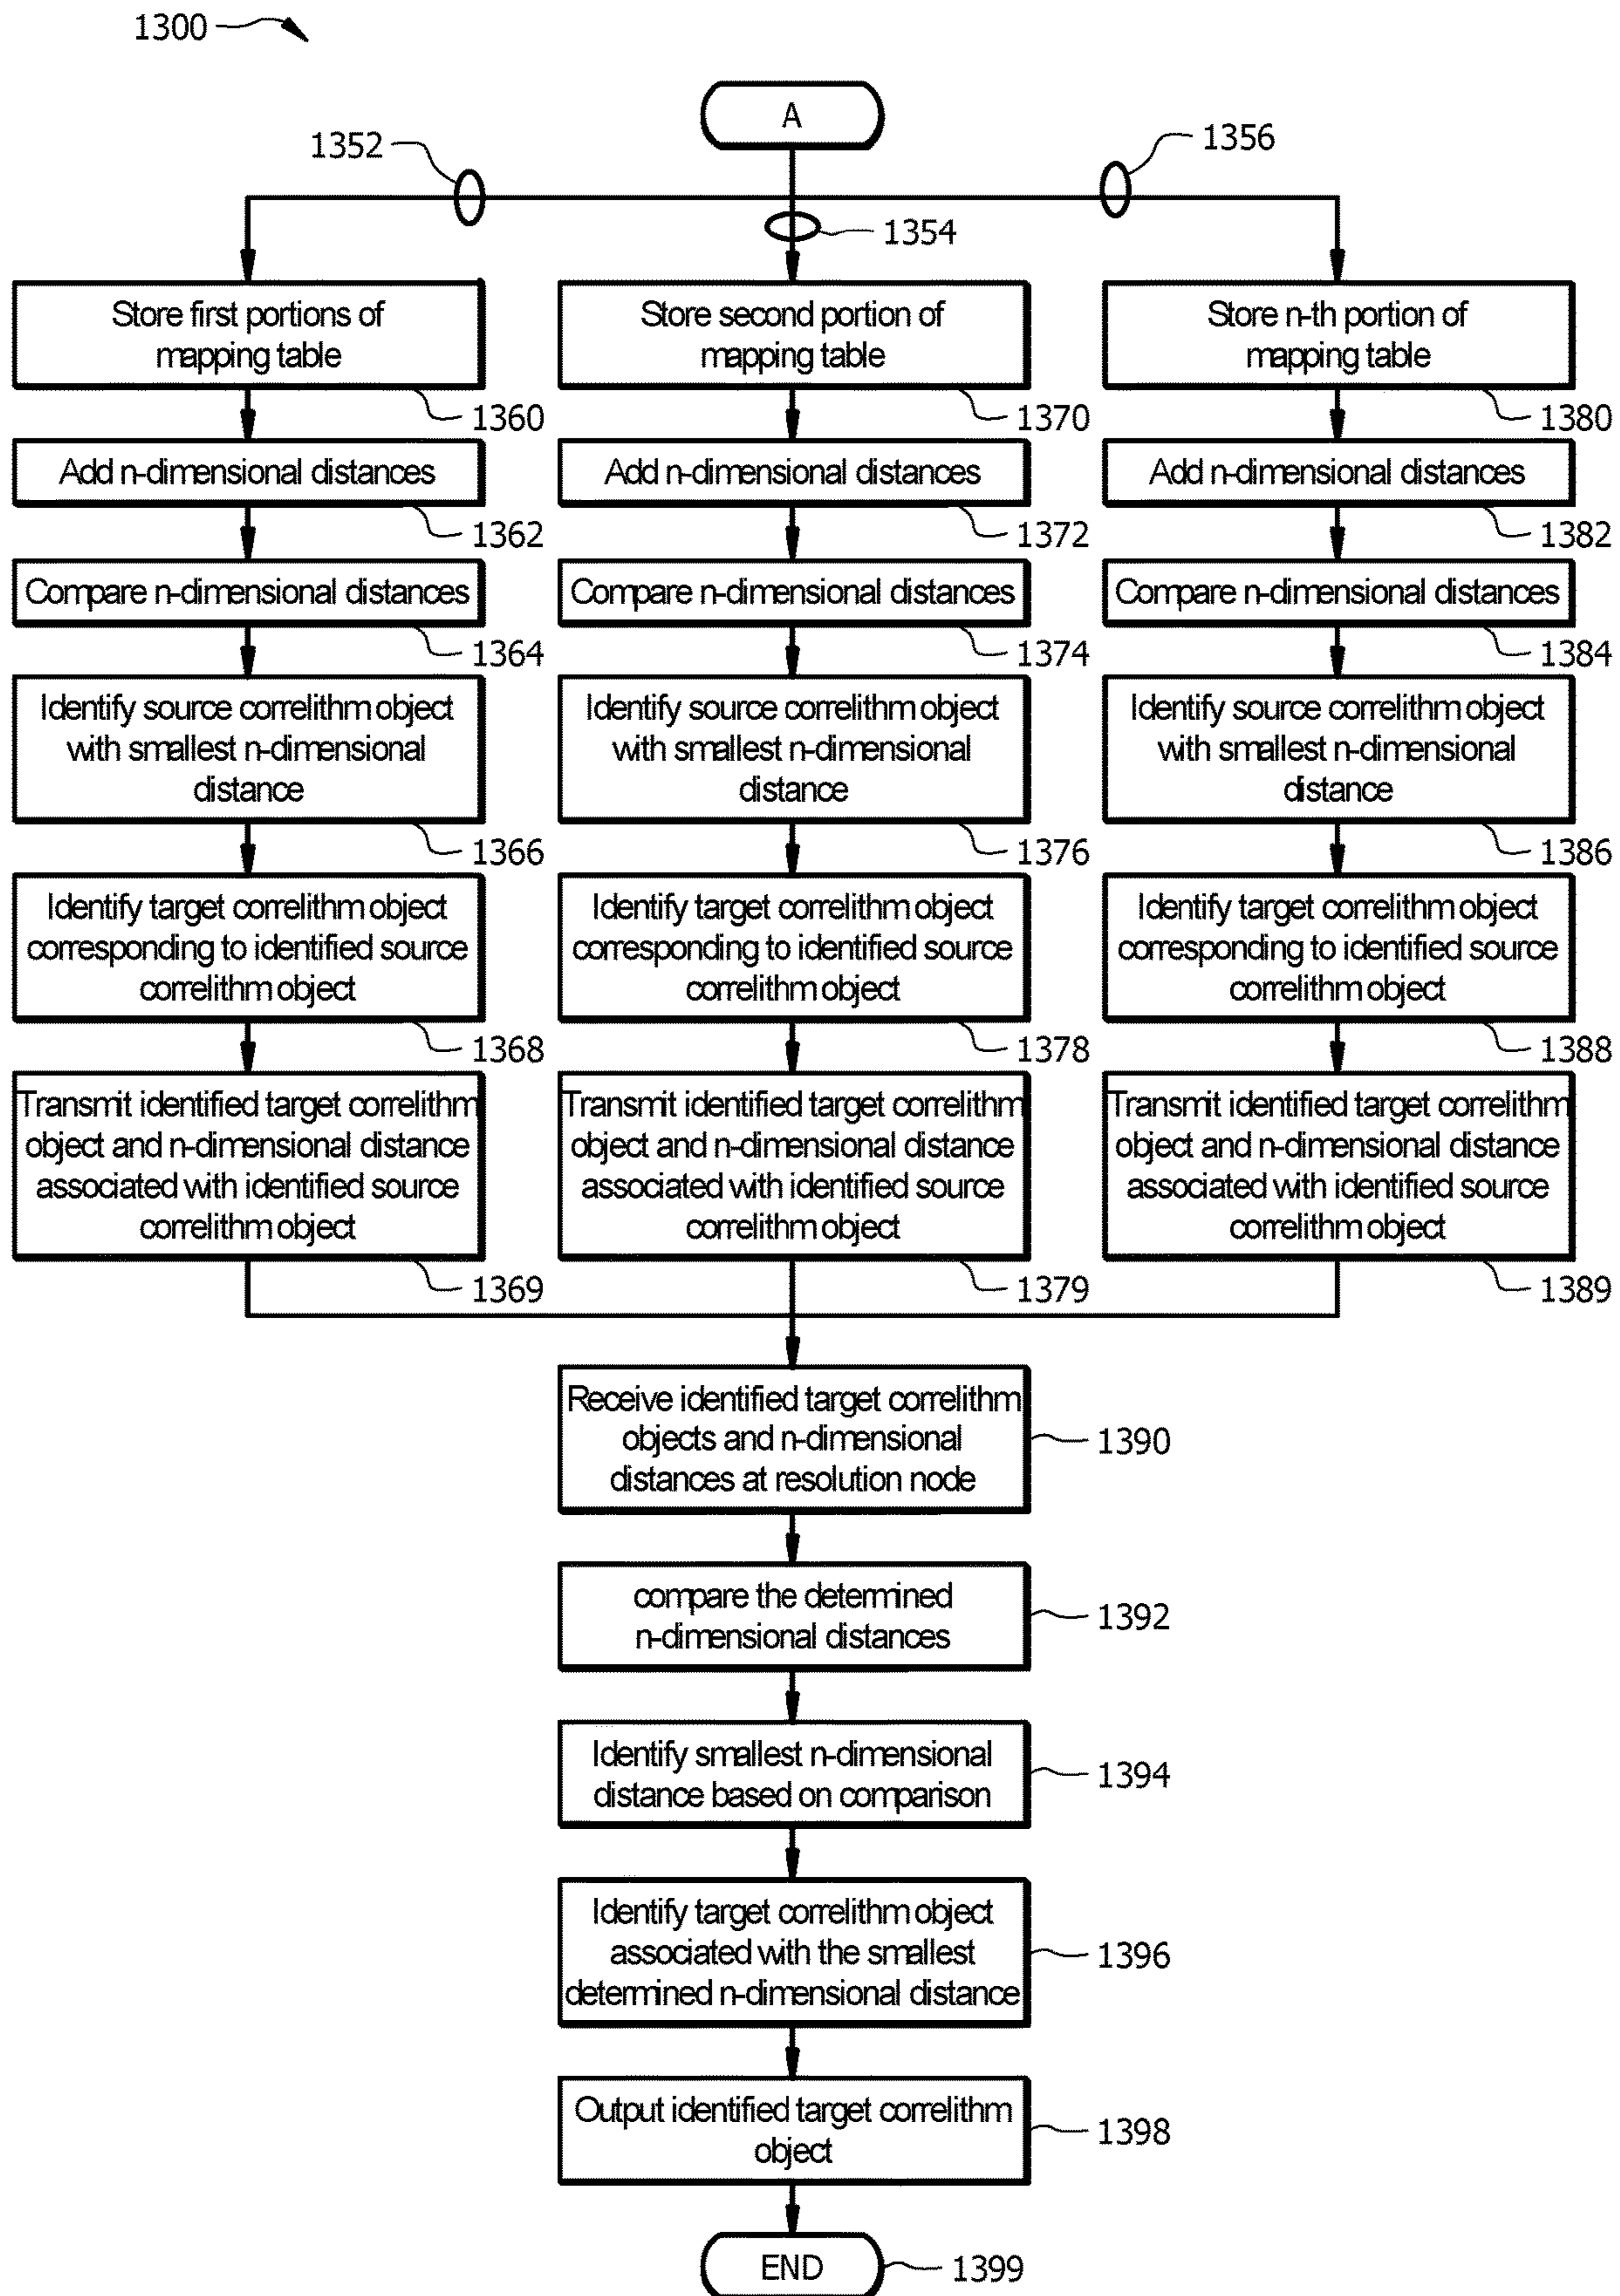 1300
A
1352
1356
1354
Store first portions of
mapping table
1360
Add n-dimensional distances
1362
Compare n-dimensional distances
1364
Identify source correlithm object
with smallest n-dimensional
distance
1366
Identify target correlithm object
corresponding to identified source
correlithm object
1368
Transmit identified target correlithm
object and n-dimensional distance
associated with identified source
correlithm object
1369
Store second portion of
mapping table
1370
Add n-dimensional distances
1372
Compare n-dimensional distances
1374
Identify source correlithm object
with smallest n-dimensional
distance
1376
Identify target correlithm object
corresponding to identified source
correlithm object
1378
Transmit identified target correlithm
object and n-dimensional distance
associated with identified source
correlithm object
1379
Store n-th portion of
mapping table
1380
Add n-dimensional distances
1382
Compare n-dimensional distances
1384
Identify source correlithm object
with smallest n-dimensional
distance
1386
Identify target correlithm object
corresponding to identified source
correlithm object
1388
Transmit identified target correlithm
object and n-dimensional distance
associated with identified source
correlithm object
1389
Receive identified target correlithm
objects and n-dimensional
distances at resolution node
1390
compare the determined
n-dimensional distances
1392
Identify smallest n-dimensional
distance based on comparison
1394
Identify target correlithm object
associated with the smallest
determined n-dimensional distance
1396
Output identified target correlithm
object
1398
END
1399